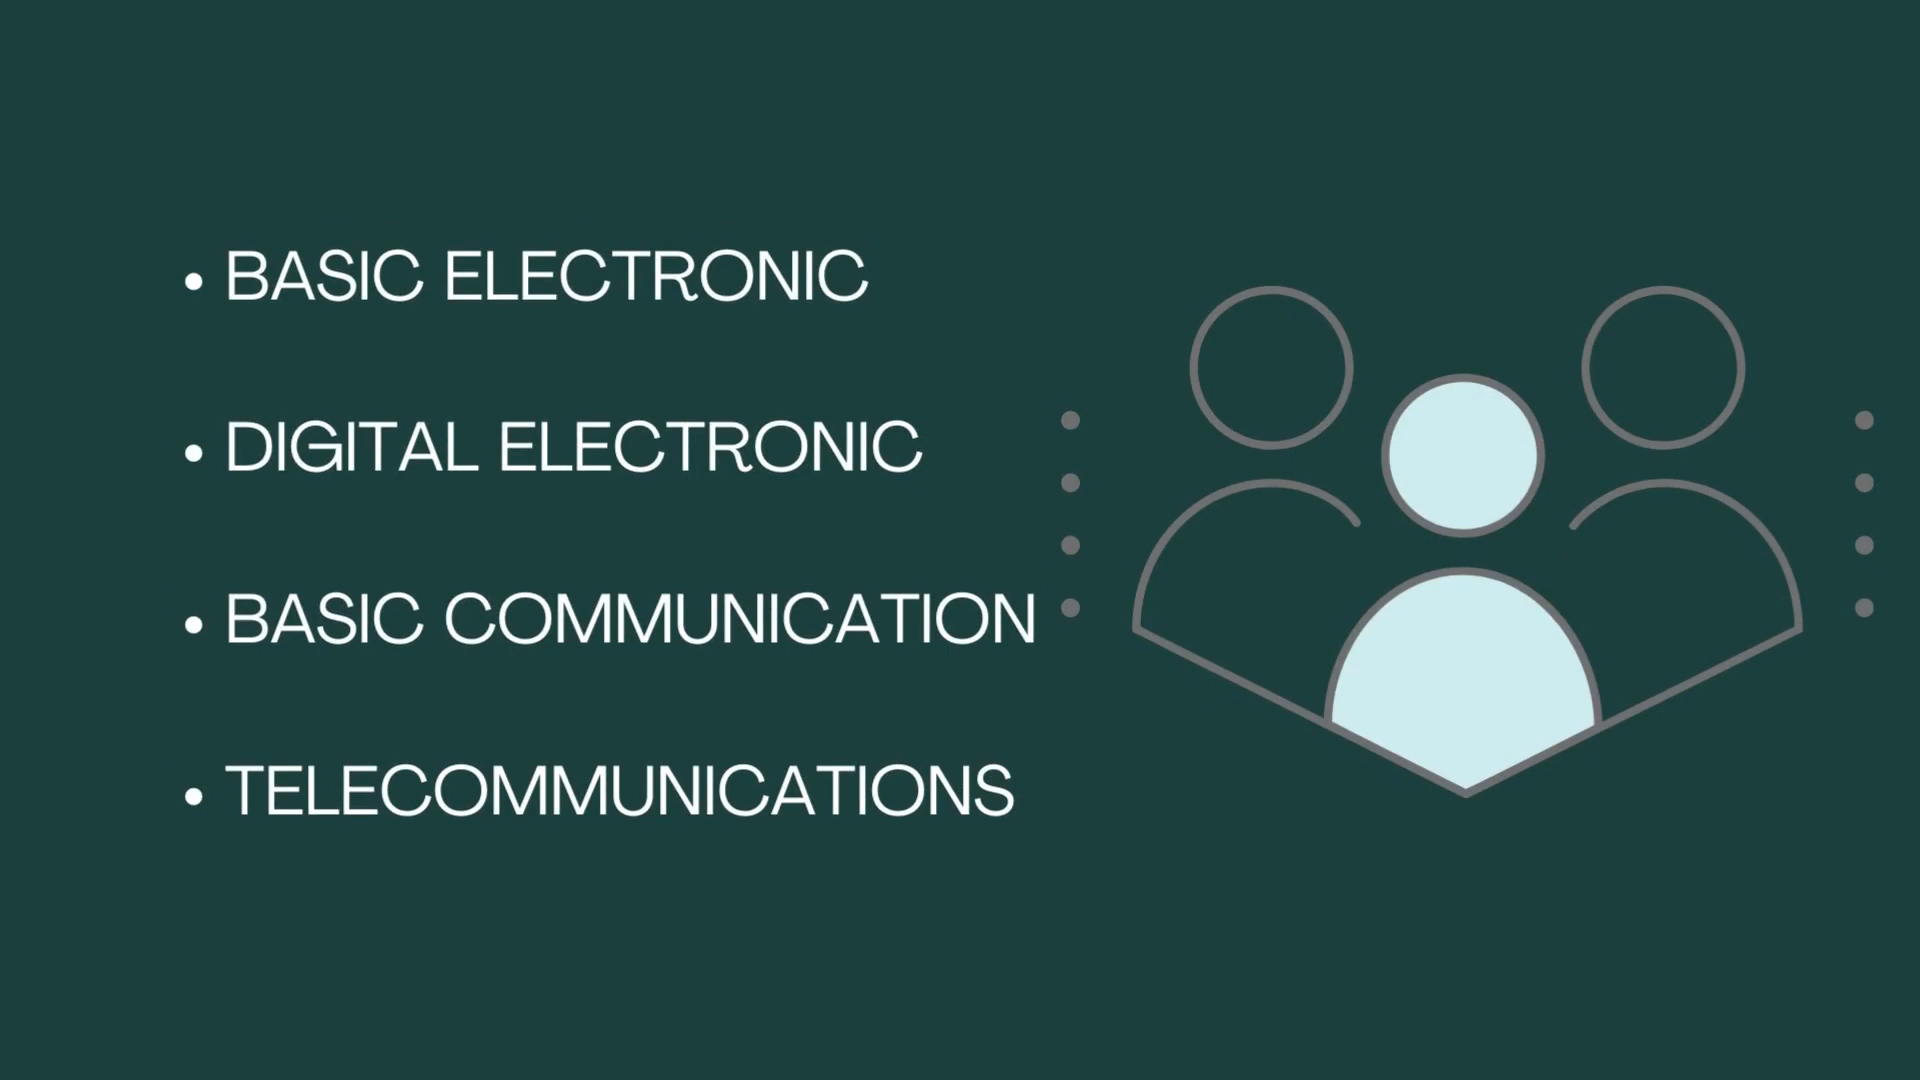 • BASIC ELECTRONIC
• DIGITAL ELECTRONIC
• BASIC COMMUNICATION
• TELECOMMUNICATIONS